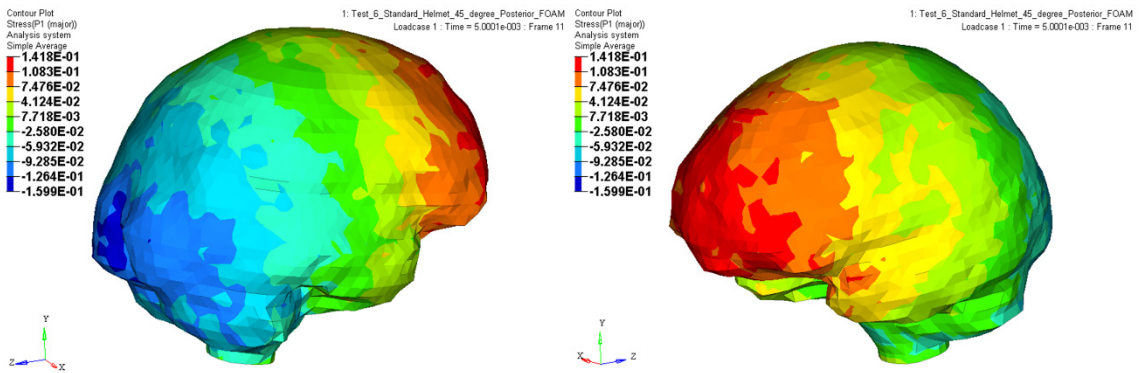 Contour Plot
Stress(P1 (major))
Analysis system
Simple Average
1.418E-01
1.083E-01
7.476E-02
4.124E-02
7.718E-03
-2.580E-02
-5.932E-02
-9.285E-02
-1.264E-01
-1.599E-01
1: Test_6_Standard_Helmet_45_degree_Posterior_FOAM
Loadcase 1 : Time = 5.0001e-003 : Frame 11
Y
Z
X
Contour Plot
Stress(P1 (major))
Analysis system
Simple Average
1.418E-01
1.083E-01
7.476E-02
4.124E-02
7.718E-03
-2.580E-02
-5.932E-02
-9.285E-02
-1.264E-01
-1.599E-01
1: Test_6_Standard_Helmet_45_degree_Posterior_FOAM
Loadcase 1 : Time = 5.0001e-003 : Frame 11
Y
X
Z